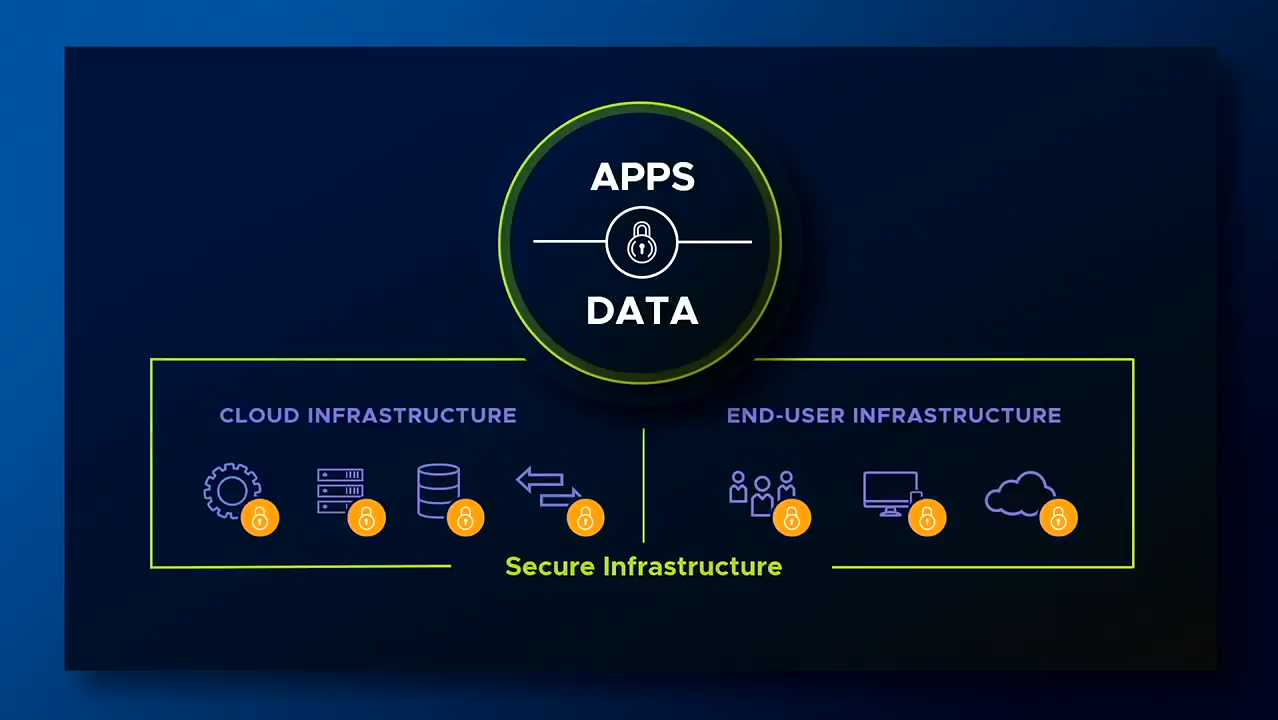 APPS
DATA
CLOUD INFRASTRUCTURE
END-USER INFRASTRUCTURE
Secure Infrastructure